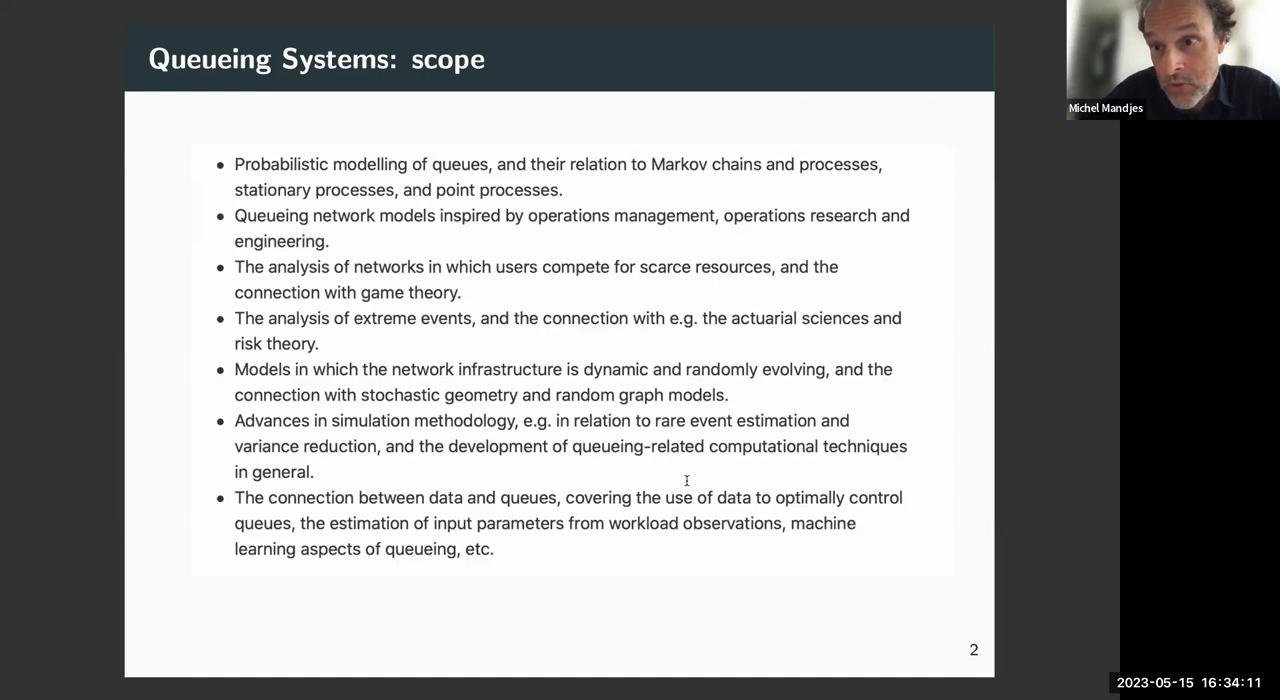 Queueing Systems: scope
Michel Mandjes
• Probabilistic modelling of queues, and their relation to Markov chains and processes,
stationary processes, and point processes.
• Queueing network models inspired by operations management, operations research and
engineering.
• The analysis of networks in which users compete for scarce resources, and the
connection with game theory.
• The analysis of extreme events, and the connection with e.g. the actuarial sciences and
risk theory.
• Models in which the network infrastructure is dynamic and randomly evolving, and the
connection with stochastic geometry and random graph models.
• Advances in simulation methodology, e.g. in relation to rare event estimation and
variance reduction, and the development of queueing-related computational techniques
in general.
• The connection between data and queues, covering the use of data to optimally control
queues, the estimation of input parameters from workload observations, machine
learning aspects of queueing, etc.
2
2023-05-15 16:34:11